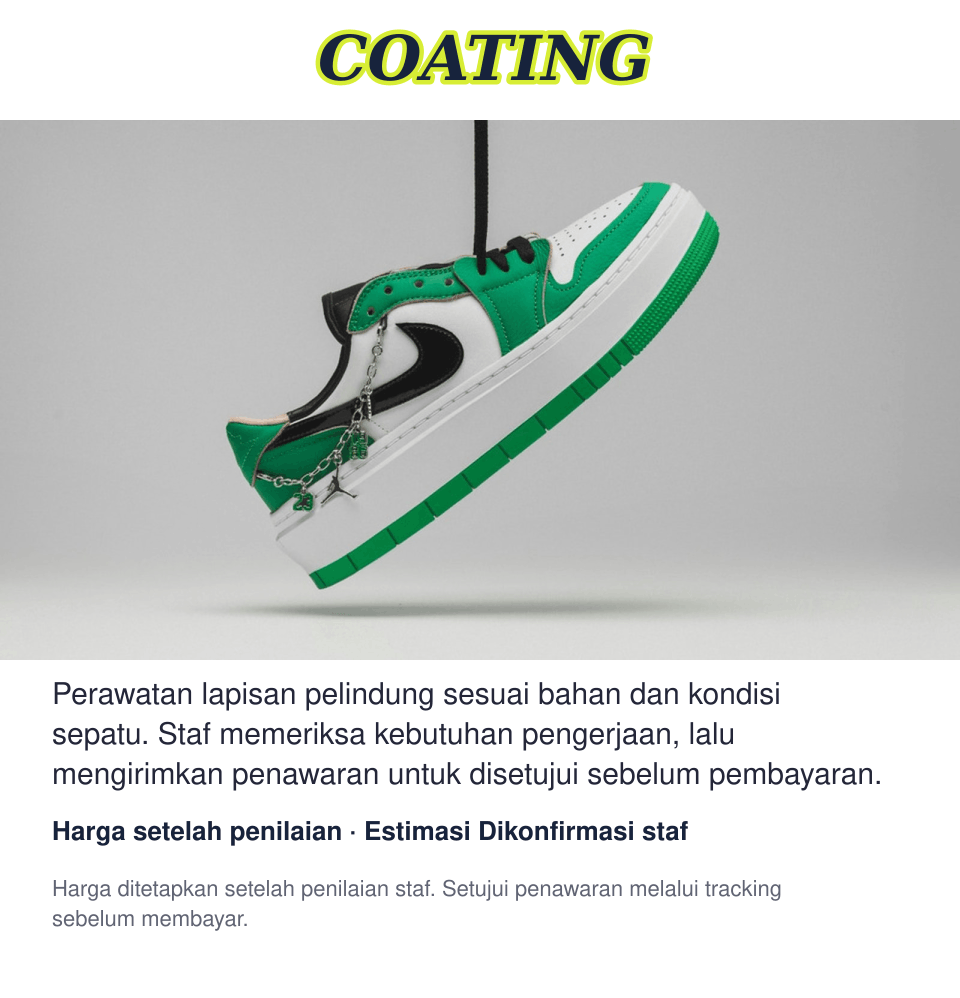 COATING
Perawatan lapisan pelindung sesuai bahan dan kondisi
sepatu. Staf memeriksa kebutuhan pengerjaan, lalu
mengirimkan penawaran untuk disetujui sebelum pembayaran.
Harga setelah penilaian · Estimasi Dikonfirmasi staf
Harga ditetapkan setelah penilaian staf. Setujui penawaran melalui tracking
sebelum membayar.